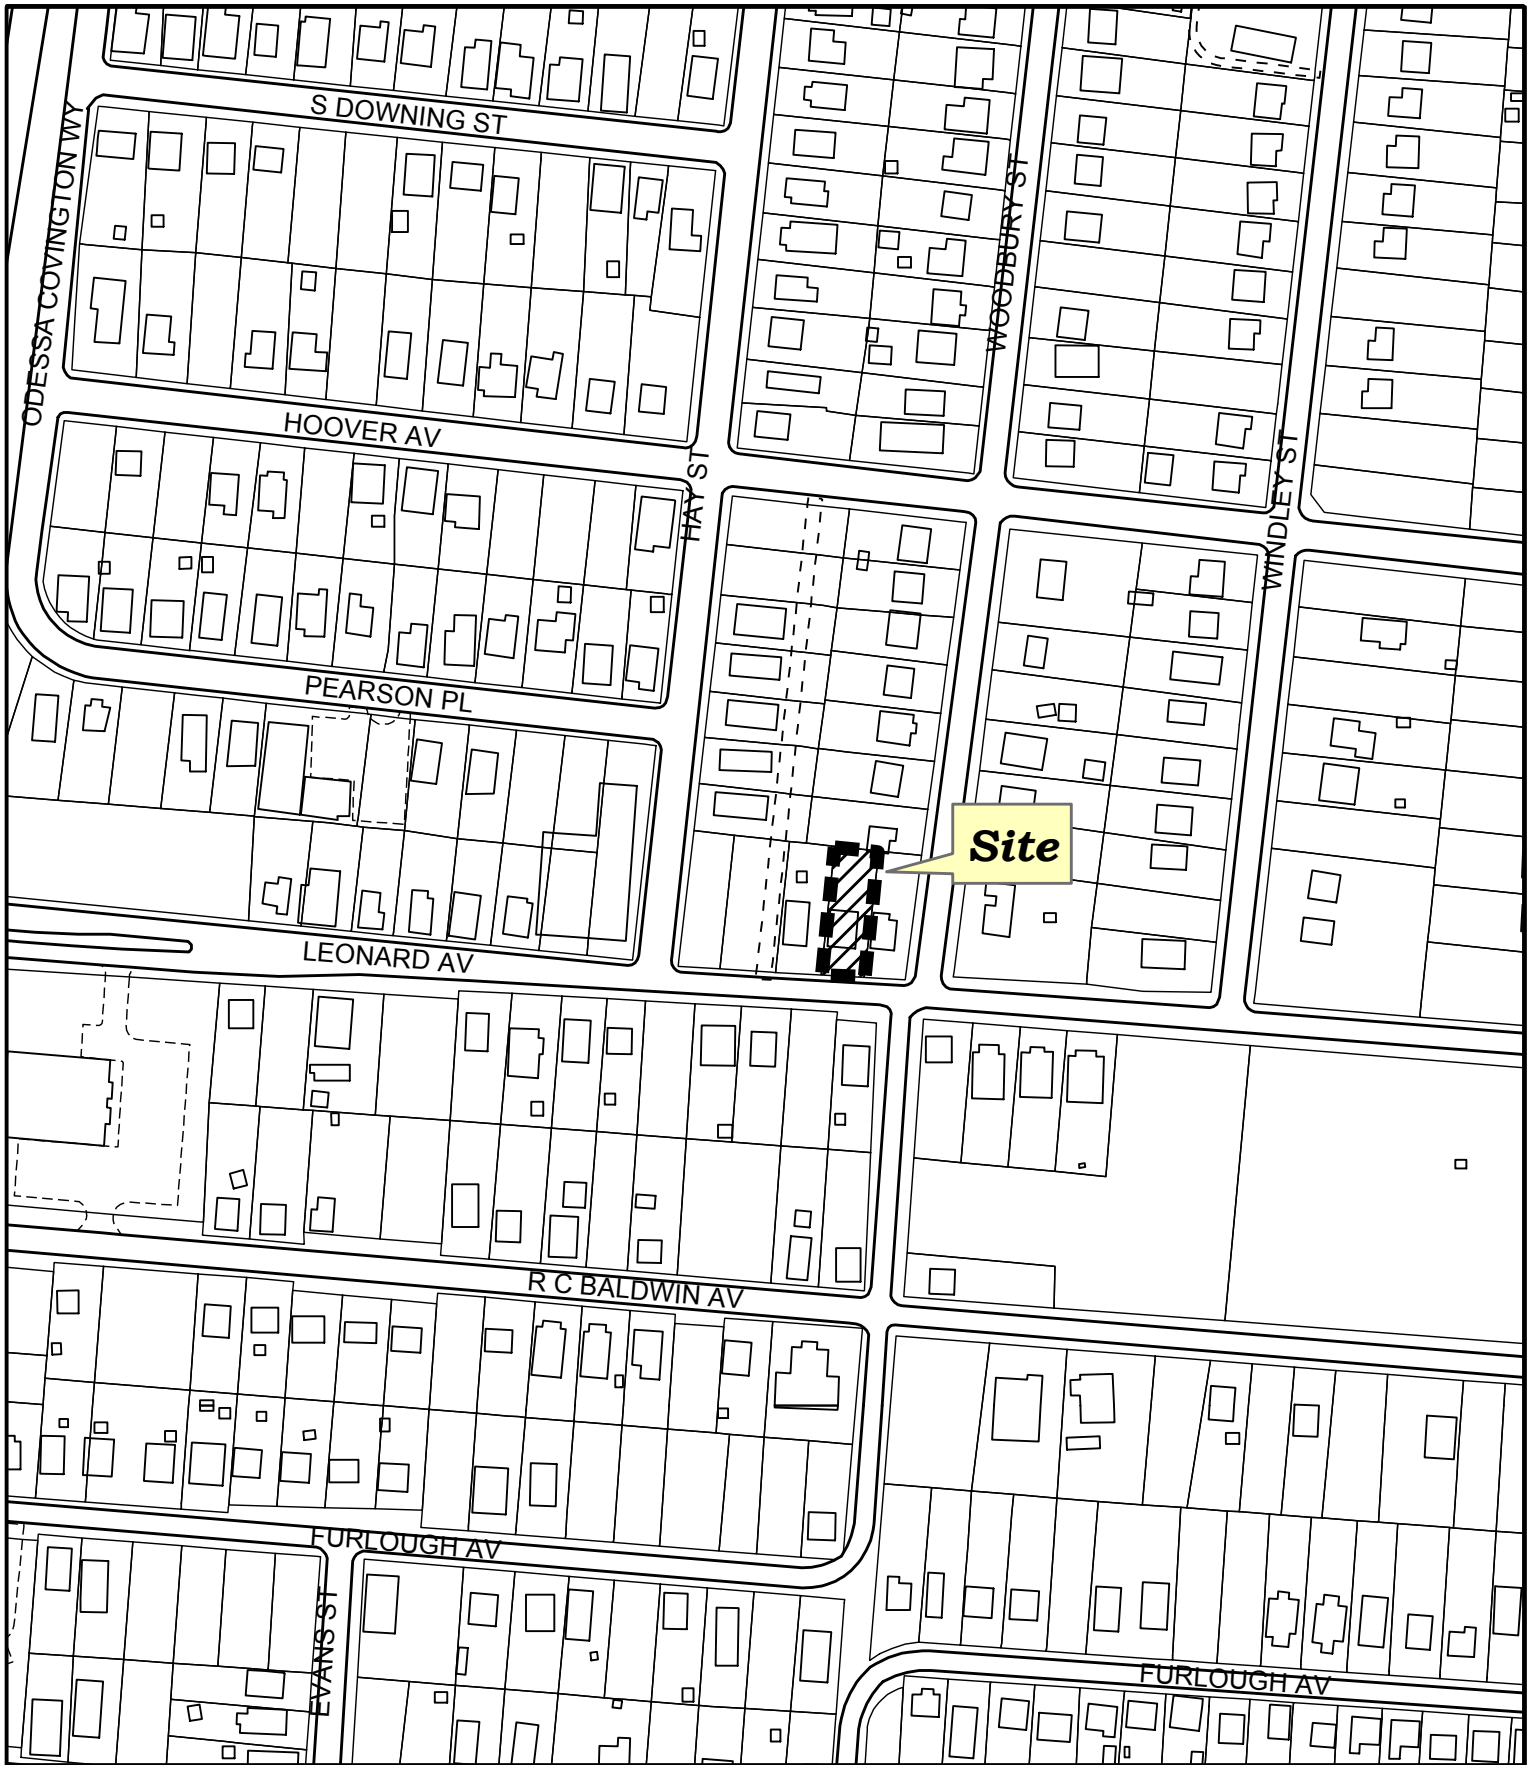 S DOWNING ST
ODESSA COVINGTON WY
WOODBURY ST
HOOVER AV
HAY ST
WINDLEY ST
PEARSON PL
Site
LEONARD AV
R C BALDWIN AV
FURLOUGH AV
EVANS ST
FURLOUGH AV